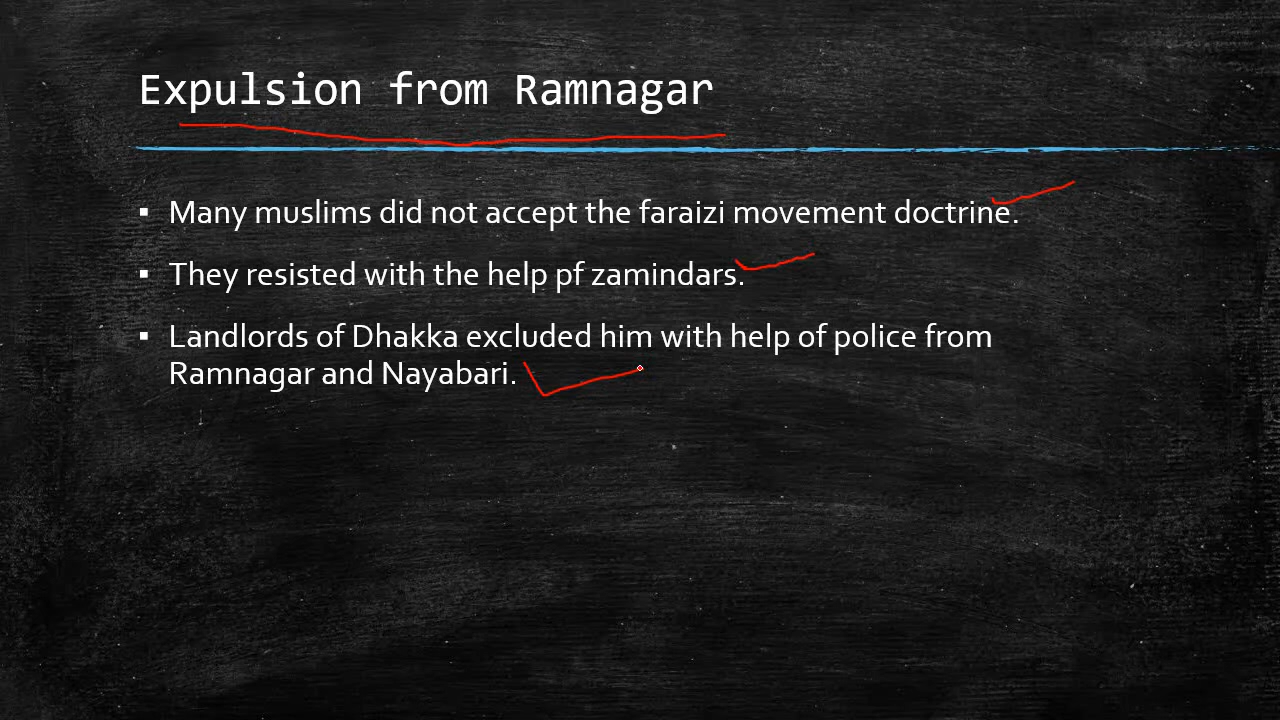 Expulsion from Ramnagar
▪ Many muslims did not accept the faraizi movement doctrine.
▪ They resisted with the help pf zamindars.
▪ Landlords of Dhakka excluded him with help of police from
Ramnagar and Nayabari.